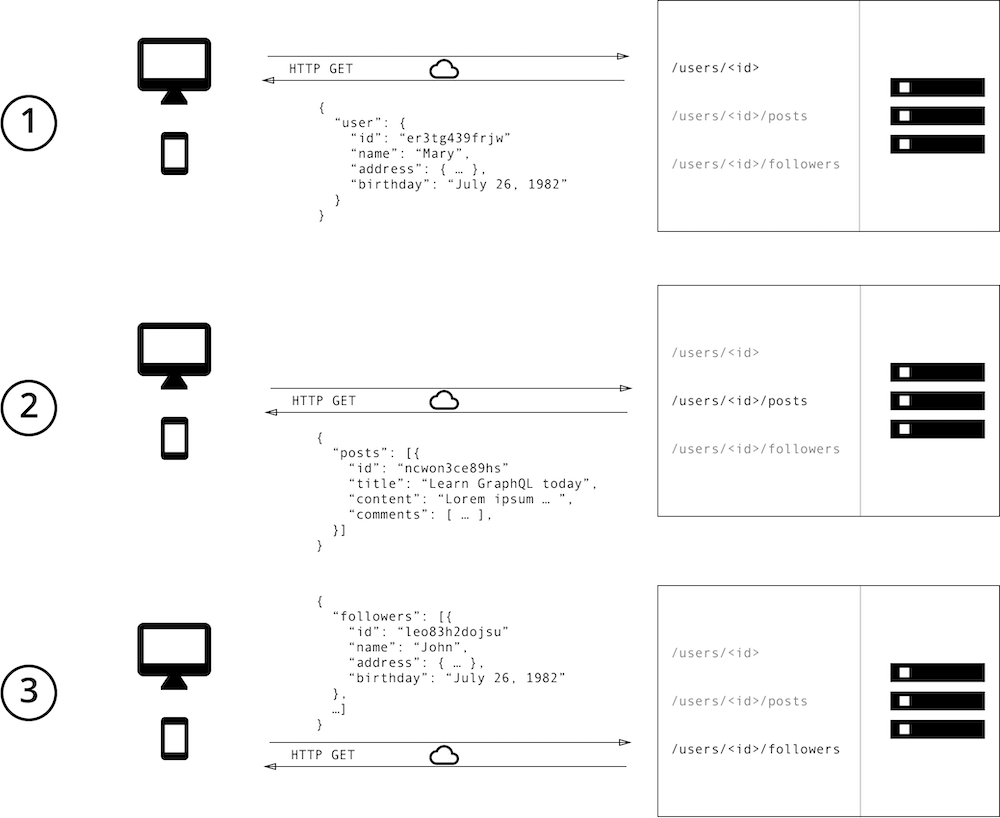 1
HTTP GET
{
“user”: {
“id”: “er3tg439frjw”
“name”: “Mary”,
“address”: { … },
“birthday”: “July 26, 1982”
}
}
/users/<id>
/users/<id>/posts
/users/<id>/followers
2
HTTP GET
{
“posts”: [{
“id”: “ncwon3ce89hs”
“title”: “Learn GraphQL today”,
“content”: “Lorem ipsum … ”,
“comments”: [ … ],
}]
}
/users/<id>
/users/<id>/posts
/users/<id>/followers
3
{
“followers”: [{
“id”: “leo83h2dojsu”
“name”: “John”,
“address”: { … },
“birthday”: “July 26, 1982”
},
…]
}
HTTP GET
/users/<id>
/users/<id>/posts
/users/<id>/followers